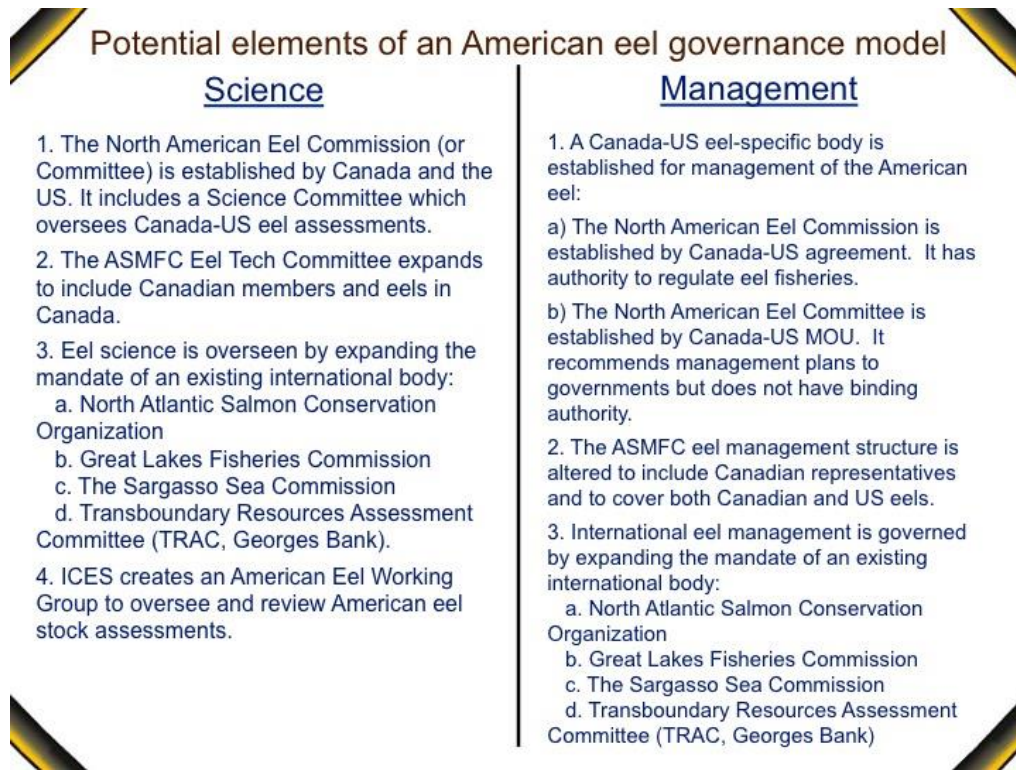 Potential elements of an American eel governance model
Science
1. The North American Eel Commission (or
Committee) is established by Canada and the
US. It includes a Science Committee which
oversees Canada-US eel assessments.
2. The ASMFC Eel Tech Committee expands
to include Canadian members and eels in
Canada.
3. Eel science is overseen by expanding the
mandate of an existing international body:
a. North Atlantic Salmon Conservation
Organization
b. Great Lakes Fisheries Commission
c. The Sargasso Sea Commission
d. Transboundary Resources Assessment
Committee (TRAC, Georges Bank).
4. ICES creates an American Eel Working
Group to oversee and review American eel
stock assessments.
Management
1. A Canada-US eel-specific body is
established for management of the American
eel:
a) The North American Eel Commission is
established by Canada-US agreement.  It has
authority to regulate eel fisheries.
b) The North American Eel Committee is
established by Canada-US MOU.  It
recommends management plans to
governments but does not have binding
authority.
2. The ASMFC eel management structure is
altered to include Canadian representatives
and to cover both Canadian and US eels.
3. International eel management is governed
by expanding the mandate of an existing
international body:
a. North Atlantic Salmon Conservation
Organization
b. Great Lakes Fisheries Commission
c. The Sargasso Sea Commission
d. Transboundary Resources Assessment
Committee (TRAC, Georges Bank)